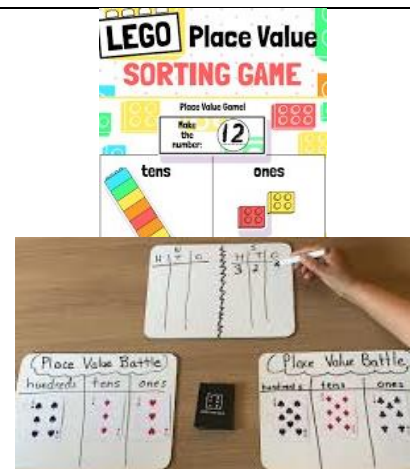 LEGO Place Value
SORTING GAME
Place Value Game!
Make
the
number:
12
tens ones
H T O
H T O
3 2
Place Value Battle
hundreds tens ones
Place Value Battle
hundreds tens ones